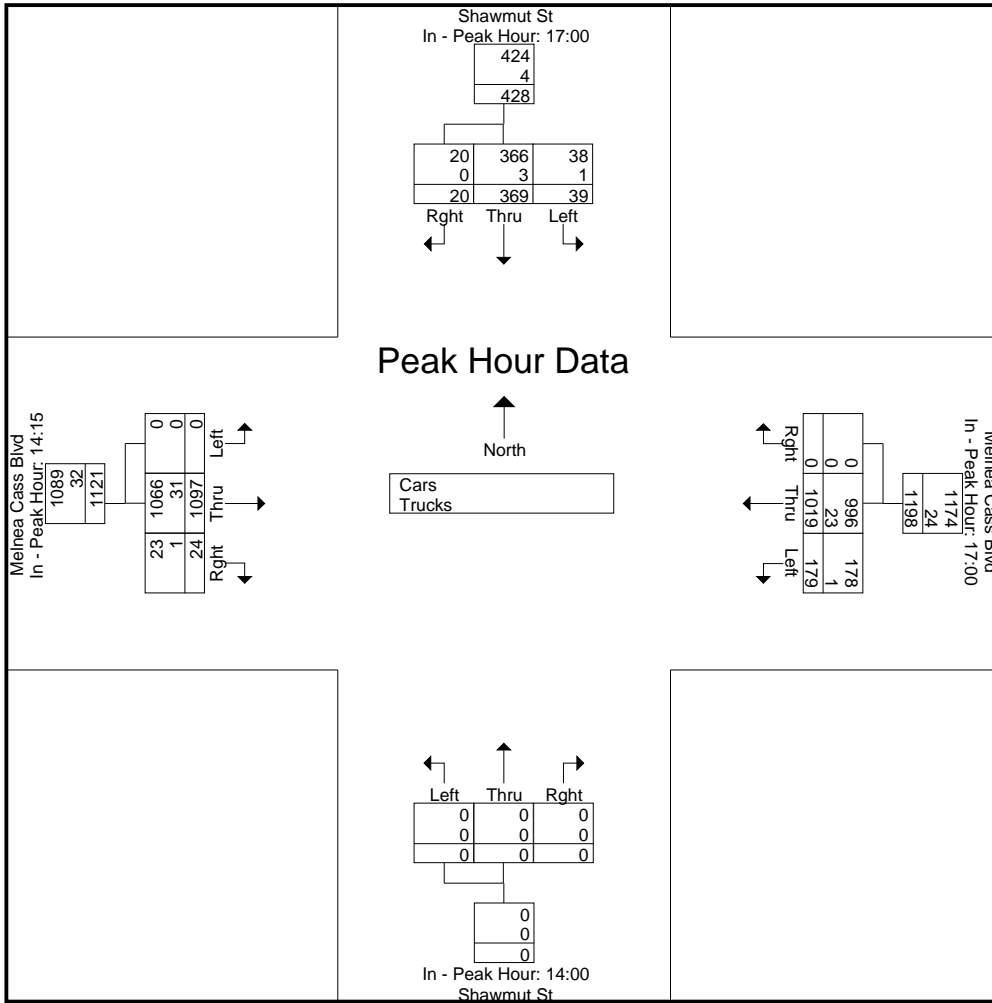 Shawmut St
In - Peak Hour: 17:00
424
4
428
20 366 38
0 3 1
20 369 39
Rght Thru Left
Peak Hour Data
North
Cars
Trucks
Melnea Cass Blvd
In - Peak Hour: 14:15
1089
32
1121
0 0 0
1066 31 1097
23 1 24
Left
Thru
Rght
Rght
Thru
Left
0 0 0
1019 23 996
179 1 178
1174
24
1198
Melnea Cass Blvd
In - Peak Hour: 17:00
Left Thru Rght
0 0 0
0 0 0
0 0 0
0
0
0
In - Peak Hour: 14:00
Shawmut St